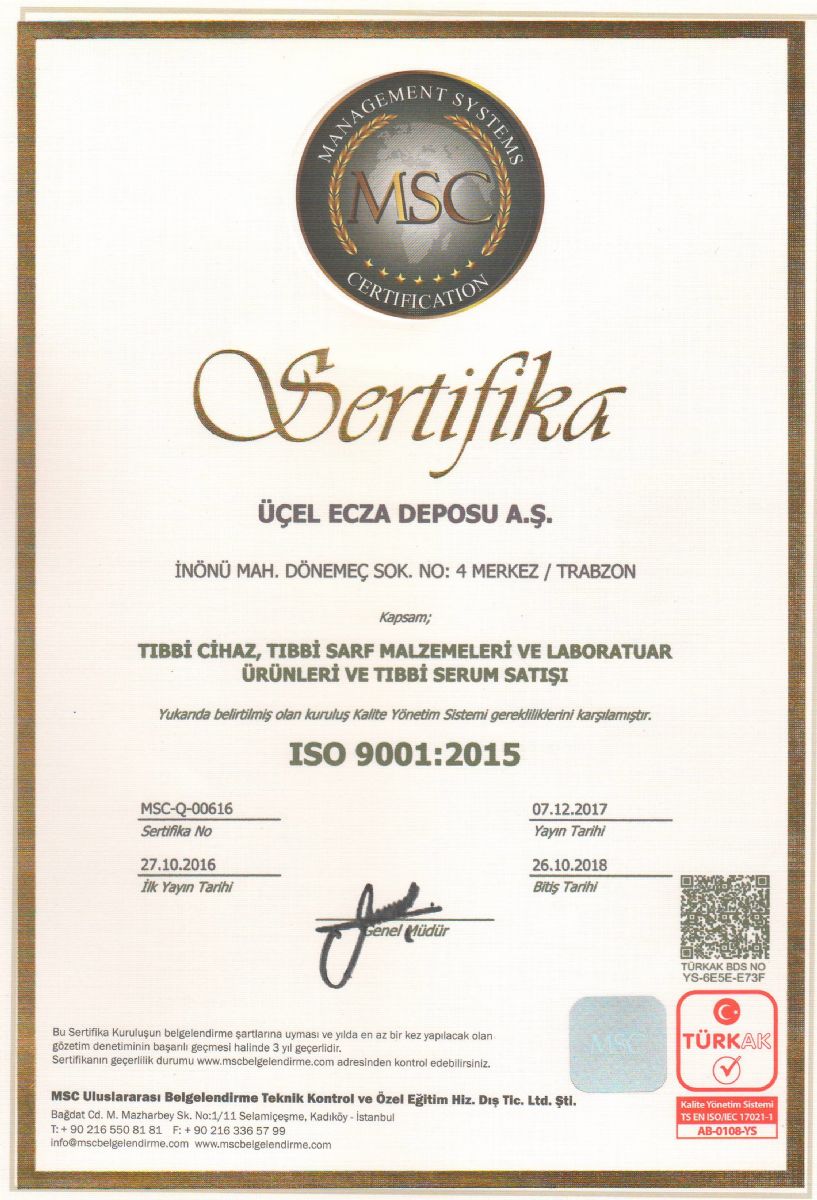 MANAGEMENT SYSTEMS
MSC
CERTIFICATION
Sertifika
ÜÇEL ECZA DEPOSU A.Ş.
İNÖNÜ MAH. DÖNEMEÇ SOK. NO: 4 MERKEZ / TRABZON
Kapsam;
TIBBİ CİHAZ, TIBBİ SARF MALZEMELERİ VE LABORATUAR
ÜRÜNLERİ VE TIBBİ SERUM SATIŞI
Yukarıda belirtilmiş olan kuruluş Kalite Yönetim Sistemi gerekliliklerini karşılamıştır.
ISO 9001:2015
MSC-Q-00616
Sertifika No
07.12.2017
Yayın Tarihi
27.10.2016
İlk Yayın Tarihi
26.10.2018
Bitiş Tarihi
Genel Müdür
TÜRKAK BDS NO
YS-6E5E-E73F
Bu Sertifika Kuruluşun belgelendirme şartlarına uyması ve yılda en az bir kez yapılacak olan
gözetim denetiminin başarılı geçmesi halinde 3 yıl geçerlidir.
Sertifikanın geçerlilik durumu www.mscbelgelendirme.com adresinden kontrol edebilirsiniz.
MSC
TÜRKAK
Kalite Yönetim Sistemi
TS EN ISO/IEC 17021-1
AB-0108-YS
MSC Uluslararası Belgelendirme Teknik Kontrol ve Özel Eğitim Hiz. Dış Tic. Ltd. Şti.
Bağdat Cd. M. Mazharbey Sk. No:1/11 Selamiçeşme, Kadıköy - İstanbul
T: + 90 216 550 81 81 F: + 90 216 336 57 99
info@mscbelgelendirme.com www.mscbelgelendirme.com